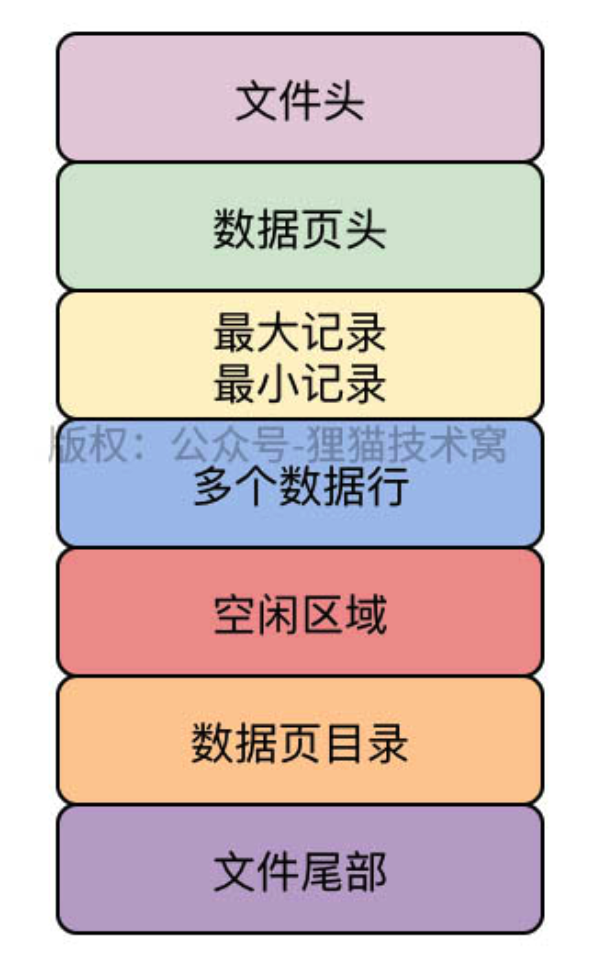 文件头
数据页头
最大记录
最小记录
版权：公众号-狸猫技术窝
多个数据行
空闲区域
数据页目录
文件尾部